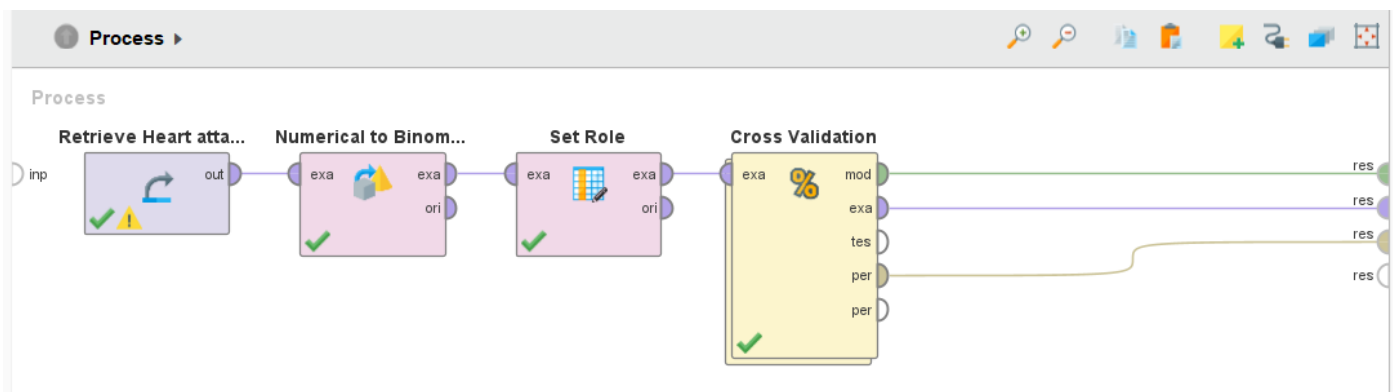 Process
Process
Retrieve Heart atta...
Numerical to Binom...
Set Role
Cross Validation
inp
out
exa
exa
ori
exa
exa
ori
exa
mod
exa
tes
per
per
res
res
res
res